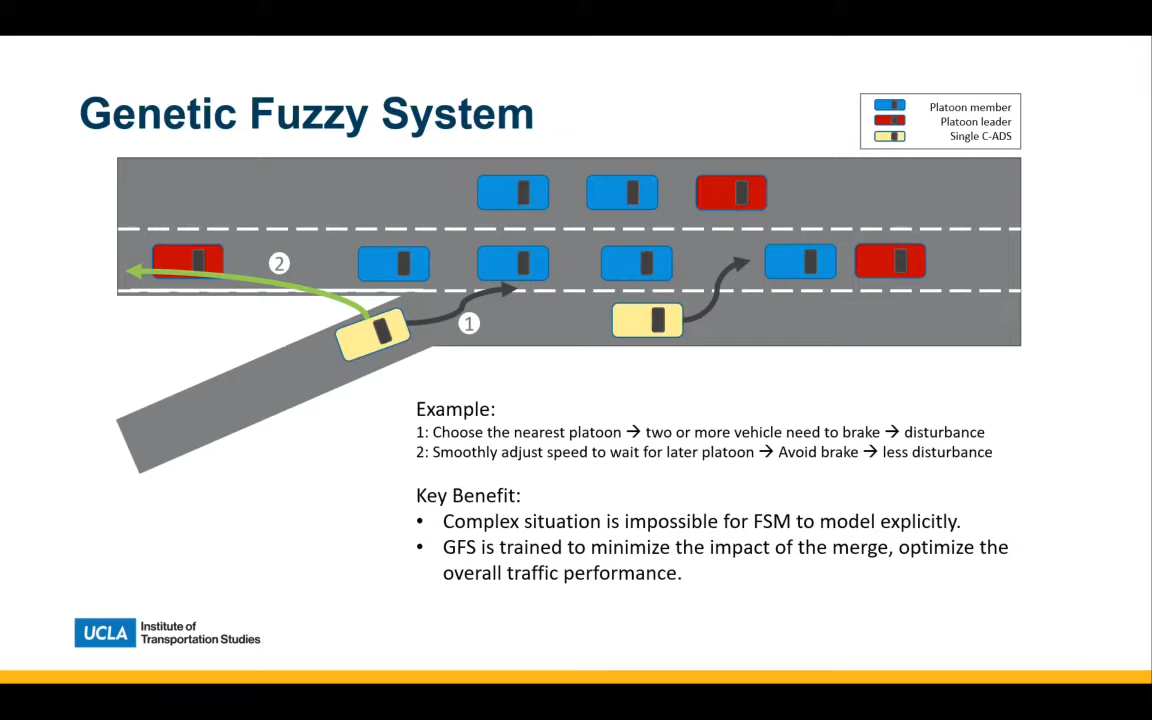 Genetic Fuzzy System
Platoon member
Platoon leader
Single C-ADS
2
1
Example:
1: Choose the nearest platoon → two or more vehicle need to brake → disturbance
2: Smoothly adjust speed to wait for later platoon → Avoid brake → less disturbance
Key Benefit:
• Complex situation is impossible for FSM to model explicitly.
• GFS is trained to minimize the impact of the merge, optimize the
overall traffic performance.
UCLA
Institute of
Transportation Studies